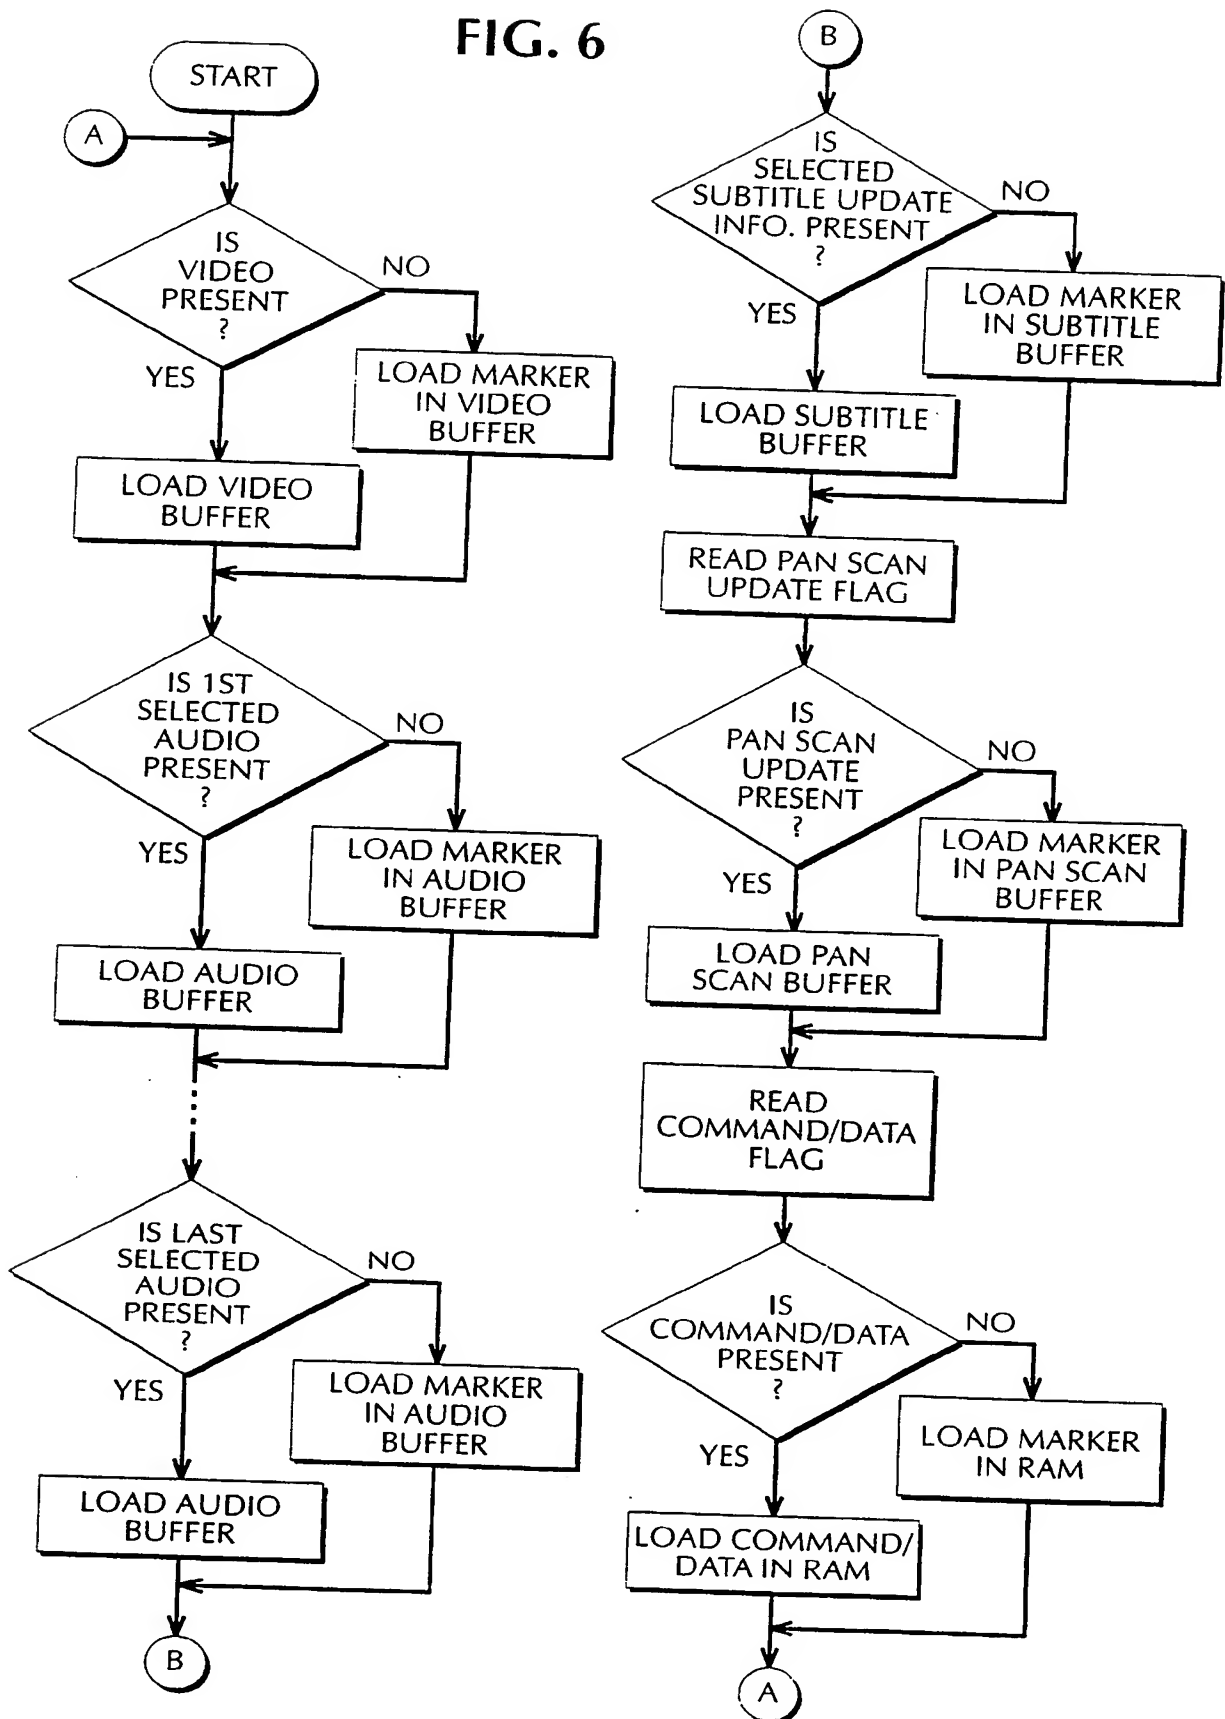 FIG. 6
START
A
IS
VIDEO
PRESENT
?
NO
YES
LOAD MARKER
IN VIDEO
BUFFER
LOAD VIDEO
BUFFER
IS 1ST
SELECTED
AUDIO
PRESENT
?
NO
YES
LOAD MARKER
IN AUDIO
BUFFER
LOAD AUDIO
BUFFER
IS LAST
SELECTED
AUDIO
PRESENT
?
NO
YES
LOAD MARKER
IN AUDIO
BUFFER
LOAD AUDIO
BUFFER
B
B
IS
SELECTED
SUBTITLE UPDATE
INFO. PRESENT
?
NO
YES
LOAD MARKER
IN SUBTITLE
BUFFER
LOAD SUBTITLE
BUFFER
READ PAN SCAN
UPDATE FLAG
IS
PAN SCAN
UPDATE
PRESENT
?
NO
YES
LOAD MARKER
IN PAN SCAN
BUFFER
LOAD PAN
SCAN BUFFER
READ
COMMAND/DATA
FLAG
IS
COMMAND/DATA
PRESENT
?
NO
YES
LOAD MARKER
IN RAM
LOAD COMMAND/
DATA IN RAM
A